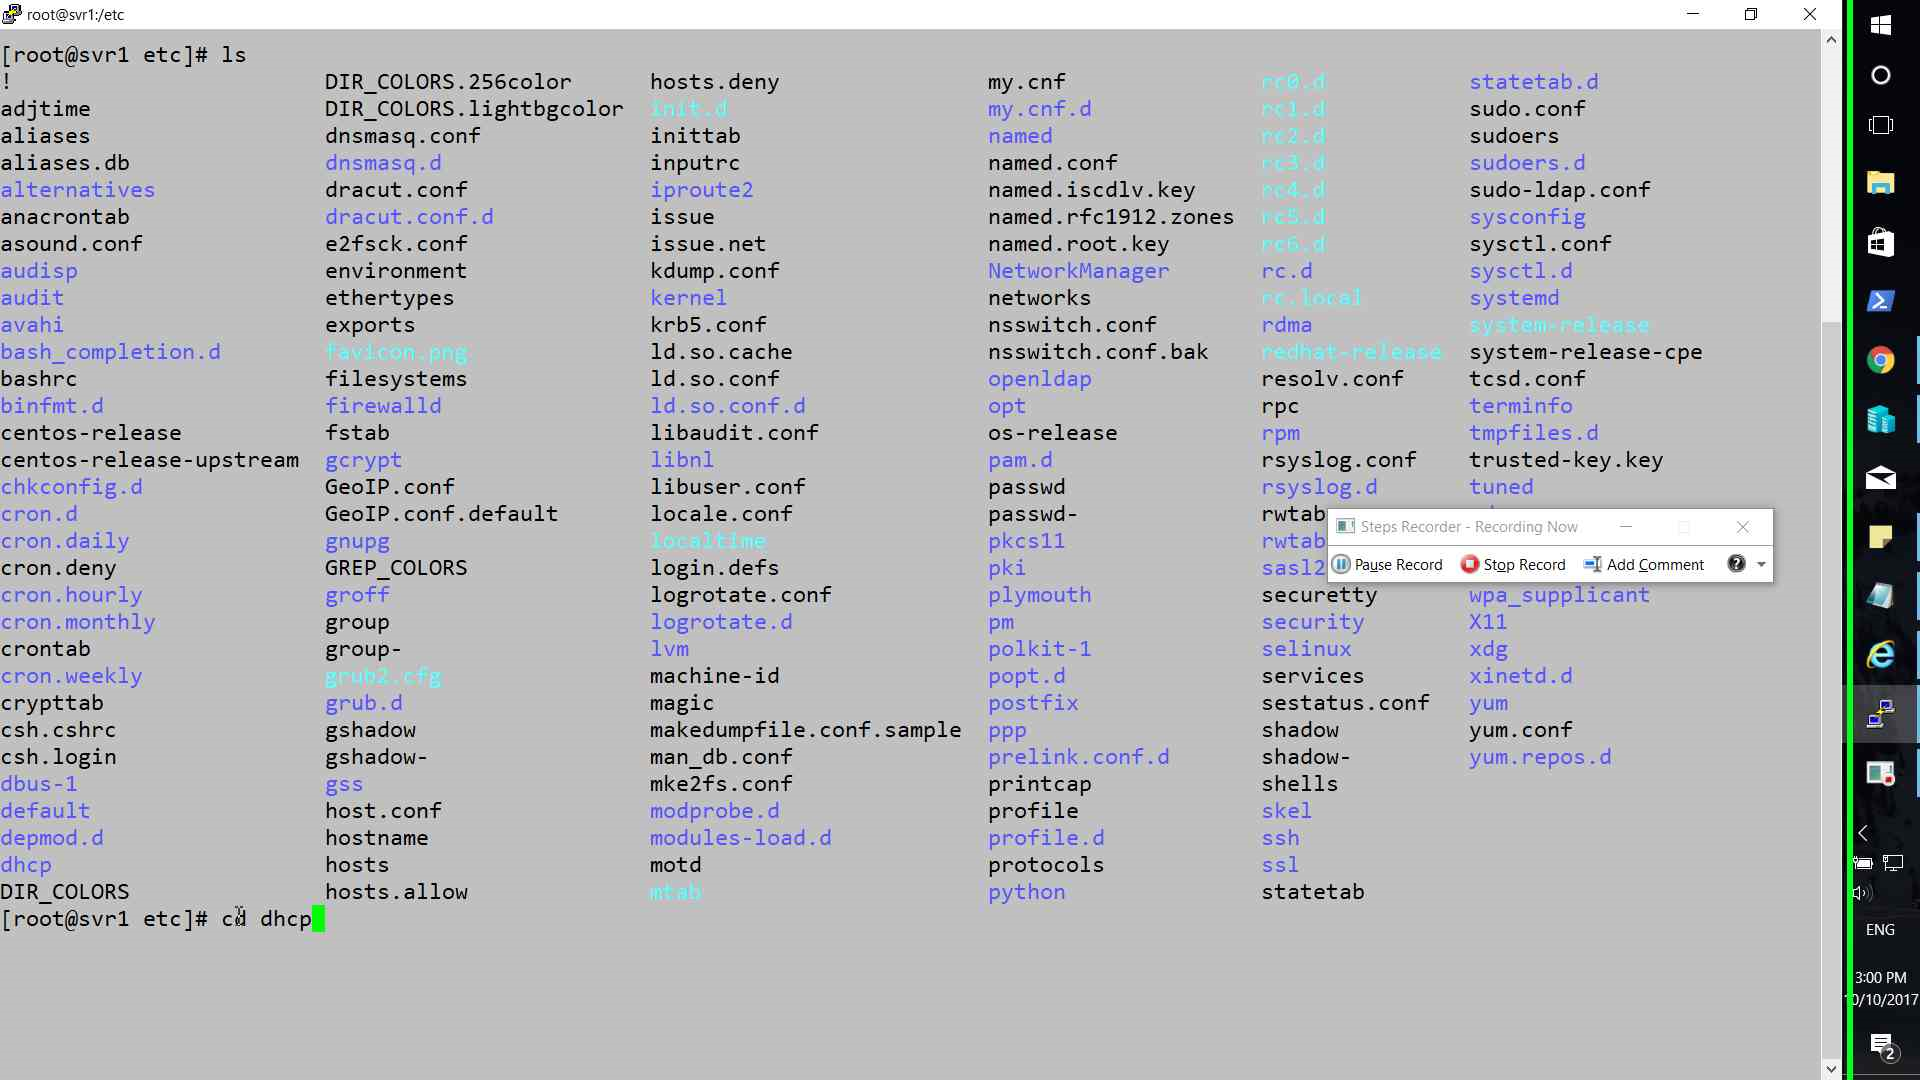 root@svr1:/etc
[root@svr1 etc]# ls
! DIR_COLORS.256color hosts.deny my.cnf rc0.d statetab.d
adjtime DIR_COLORS.lightbgcolor init.d my.cnf.d rc1.d sudo.conf
aliases dnsmasq.conf inittab named rc2.d sudoers
aliases.db dnsmasq.d inputrc named.conf rc3.d sudoers.d
alternatives dracut.conf iproute2 named.iscdlv.key rc4.d sudo-ldap.conf
anacrontab dracut.conf.d issue named.rfc1912.zones rc5.d sysconfig
asound.conf e2fsck.conf issue.net named.root.key rc6.d sysctl.conf
audisp environment kdump.conf NetworkManager rc.d sysctl.d
audit ethertypes kernel networks rc.local systemd
avahi exports krb5.conf nsswitch.conf rdma system-release
bash_completion.d favicon.png ld.so.cache nsswitch.conf.bak redhat-release system-release-cpe
bashrc filesystems ld.so.conf openldap resolv.conf tcsd.conf
binfmt.d firewalld ld.so.conf.d opt rpc terminfo
centos-release fstab libaudit.conf os-release rpm tmpfiles.d
centos-release-upstream gcrypt libnl pam.d rsyslog.conf trusted-key.key
chkconfig.d GeoIP.conf libuser.conf passwd rsyslog.d tuned
cron.d GeoIP.conf.default locale.conf passwd- rwtab
cron.daily gnupg localtime pkcs11 rwtab
cron.deny GREP_COLORS login.defs pki sasl2
cron.hourly groff logrotate.conf plymouth securetty wpa_supplicant
cron.monthly group logrotate.d pm security X11
crontab group- lvm polkit-1 selinux xdg
cron.weekly grub2.cfg machine-id popt.d services xinetd.d
crypttab grub.d magic postfix sestatus.conf yum
csh.cshrc gshadow makedumpfile.conf.sample ppp shadow yum.conf
csh.login gshadow- man_db.conf prelink.conf.d shadow- yum.repos.d
dbus-1 gss mke2fs.conf printcap shells
default host.conf modprobe.d profile skel
depmod.d hostname modules-load.d profile.d ssh
dhcp hosts motd protocols ssl
DIR_COLORS hosts.allow mtab python statetab
[root@svr1 etc]# cd dhcp
Steps Recorder - Recording Now
Pause Record Stop Record Add Comment ?
ENG
3:00 PM
10/10/2017
2